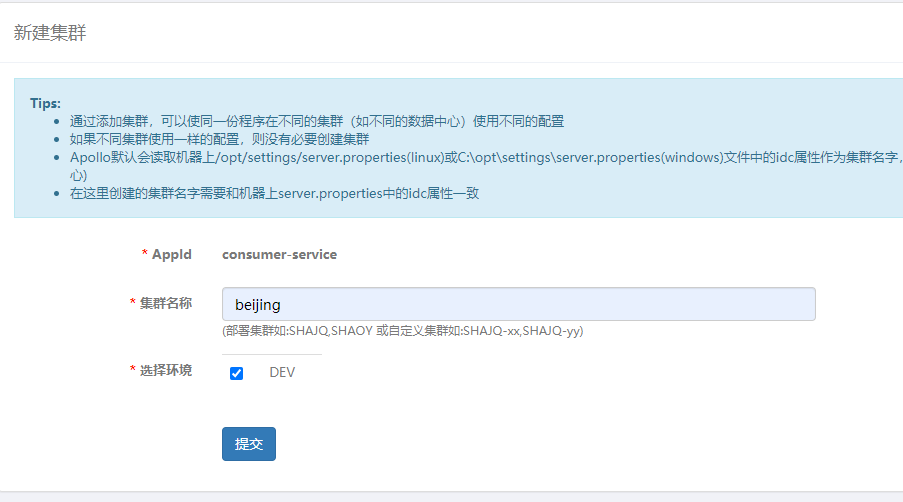 新建集群
Tips:
通过添加集群，可以使同一份程序在不同的集群（如不同的数据中心）使用不同的配置
如果不同集群使用一样的配置，则没有必要创建集群
Apollo默认会读取机器上/opt/settings/server.properties(linux)或C:\opt\settings\server.properties(windows)文件中的idc属性作为集群名字，
心)
在这里创建的集群名字需要和机器上server.properties中的idc属性一致
* AppId consumer-service
* 集群名称 beijing
(部署集群如:SHAJQ,SHAOY 或自定义集群如:SHAJQ-xx,SHAJQ-yy)
* 选择环境 DEV
提交